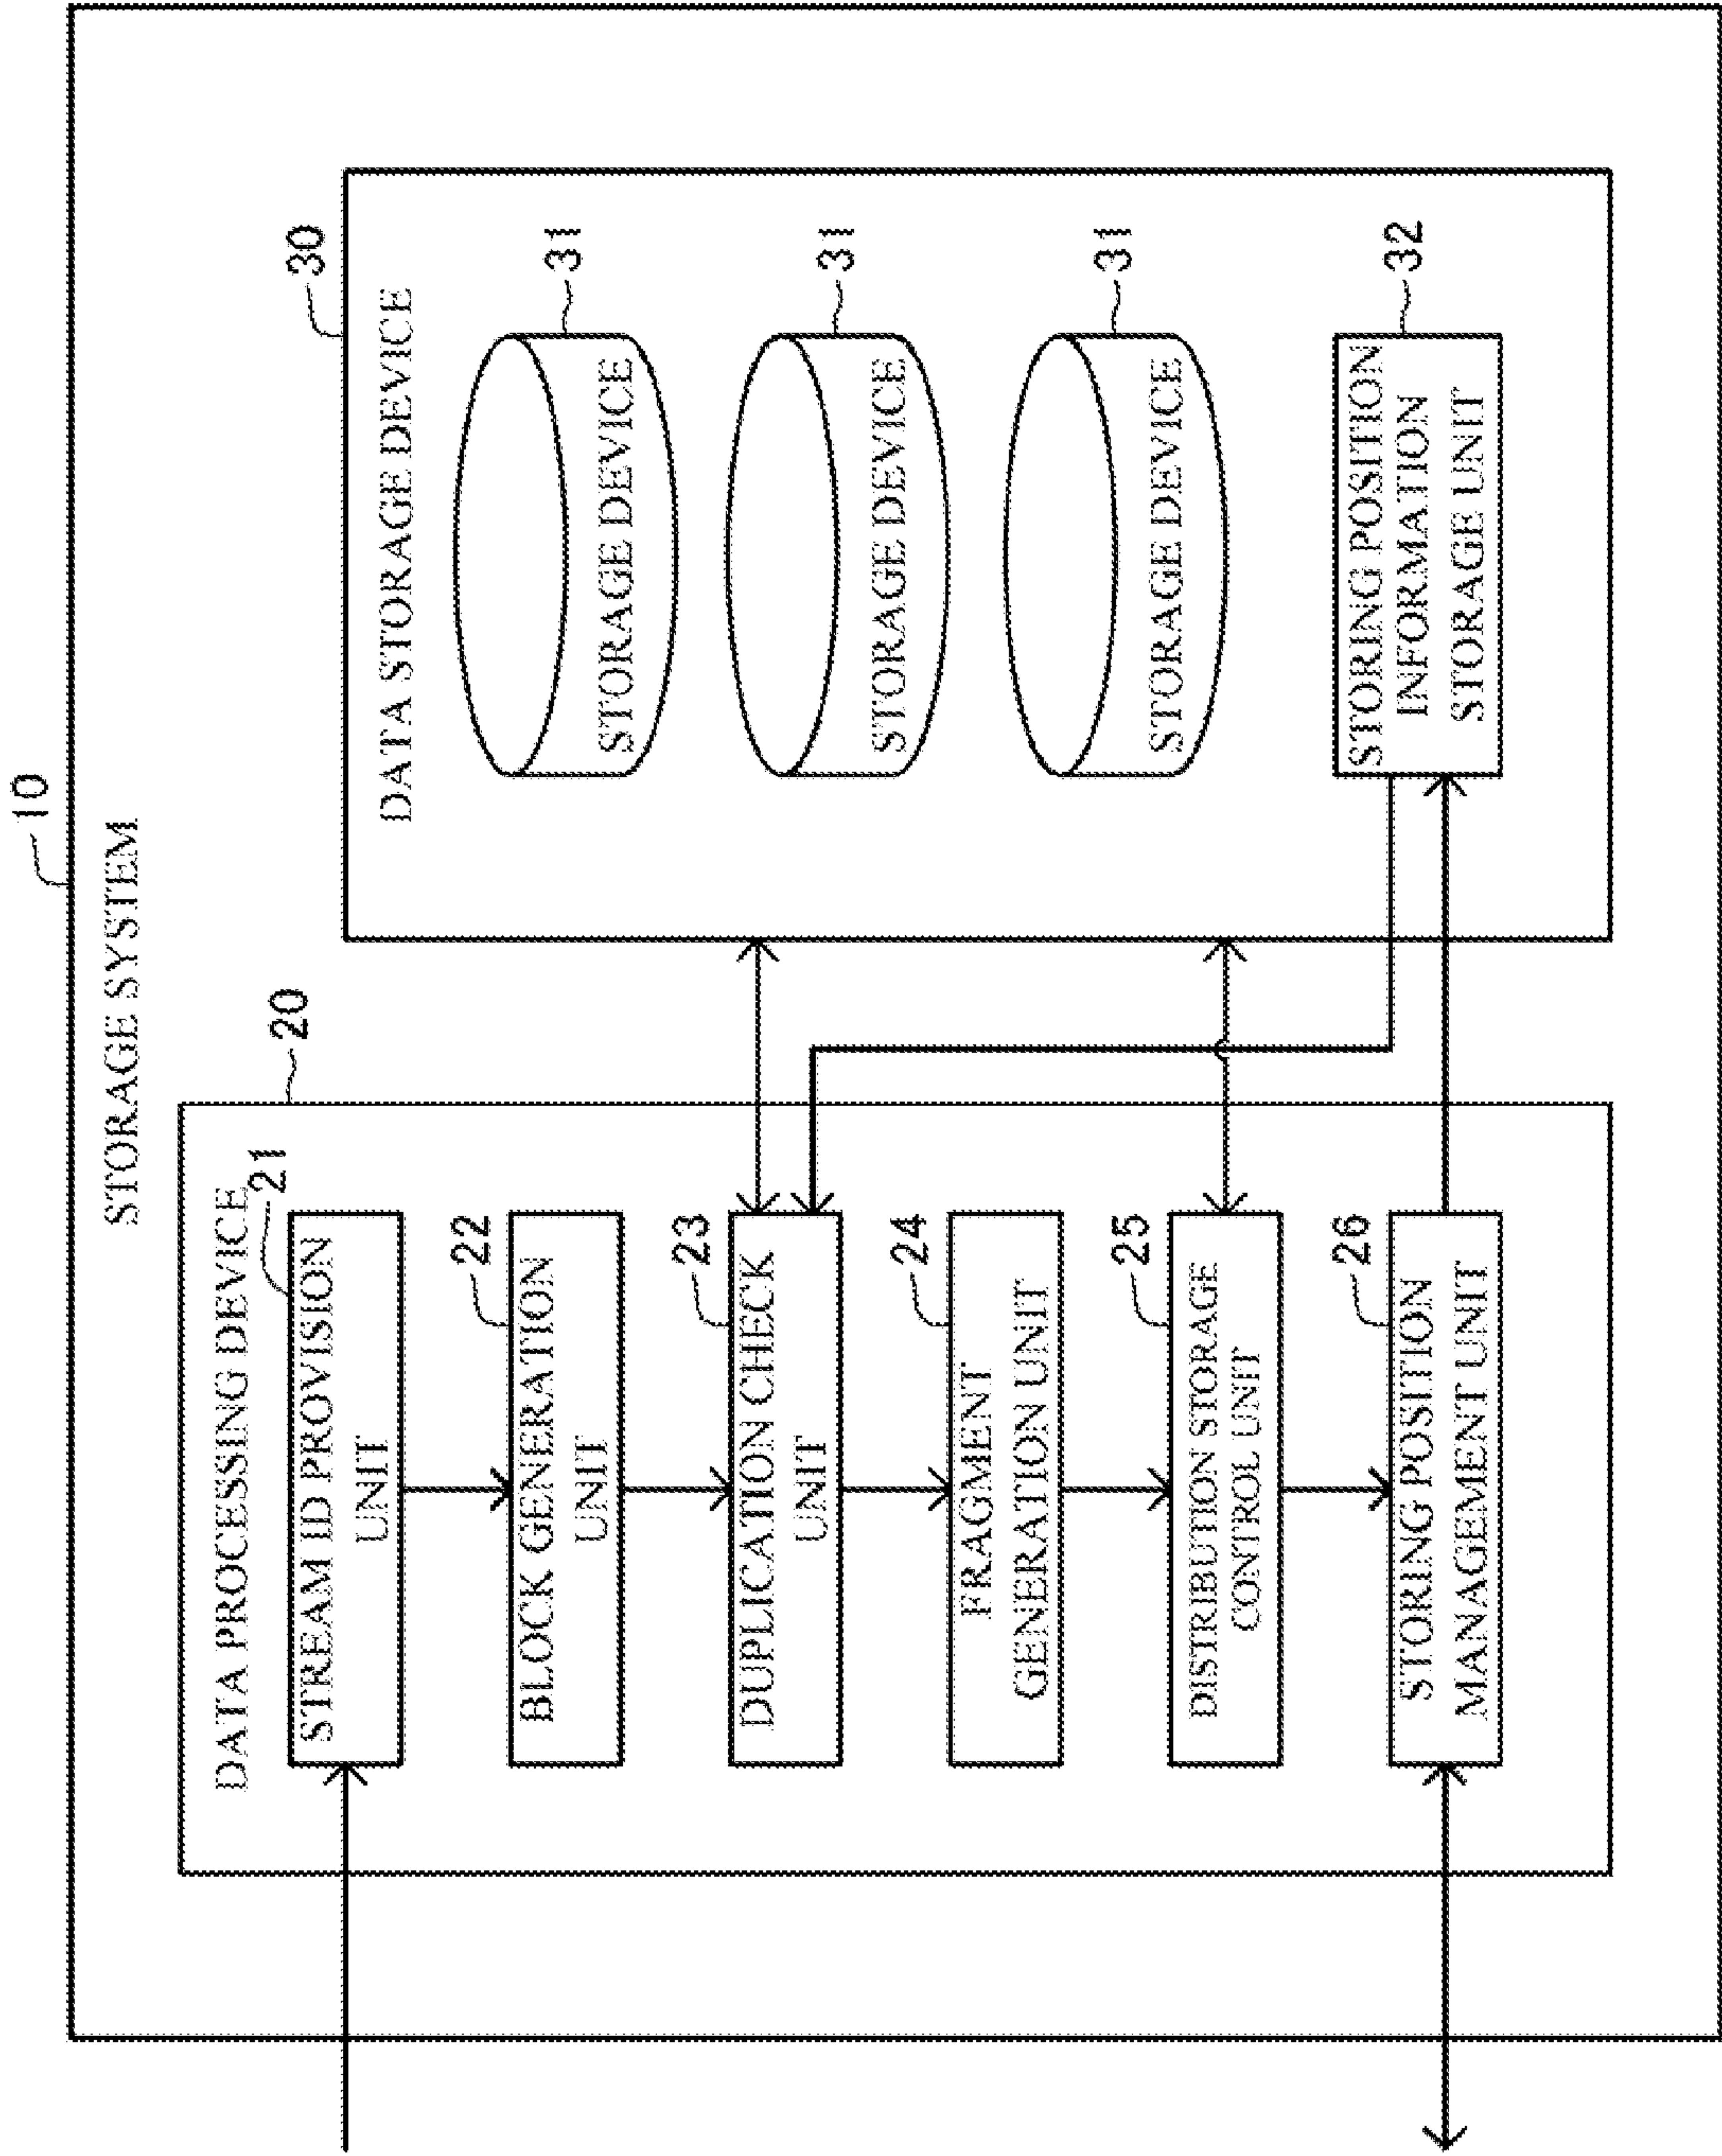 10
STORAGE SYSTEM
20
DATA PROCESSING DEVICE
21
STREAM ID PROVISION
UNIT
22
BLOCK GENERATION
UNIT
23
DUPLICATION CHECK
UNIT
24
FRAGMENT
GENERATION UNIT
25
DISTRIBUTION STORAGE
CONTROL UNIT
26
STORING POSITION
MANAGEMENT UNIT
30
DATA STORAGE DEVICE
31
STORAGE DEVICE
31
STORAGE DEVICE
31
STORAGE DEVICE
32
STORING POSITION
INFORMATION
STORAGE UNIT